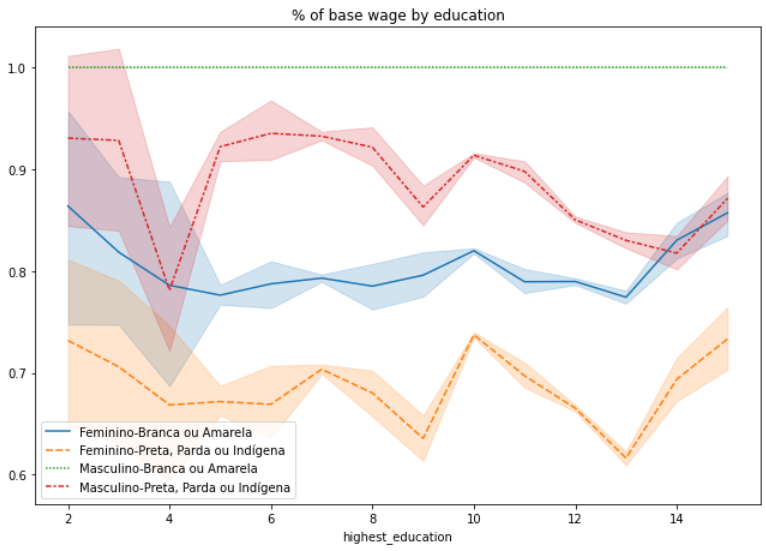 % of base wage by education
1.0
0.9
0.8
0.7
0.6
Feminino-Branca ou Amarela
Feminino-Preta, Parda ou Indígena
Masculino-Branca ou Amarela
Masculino-Preta, Parda ou Indígena
2 4 6 8 10 12 14
highest_education